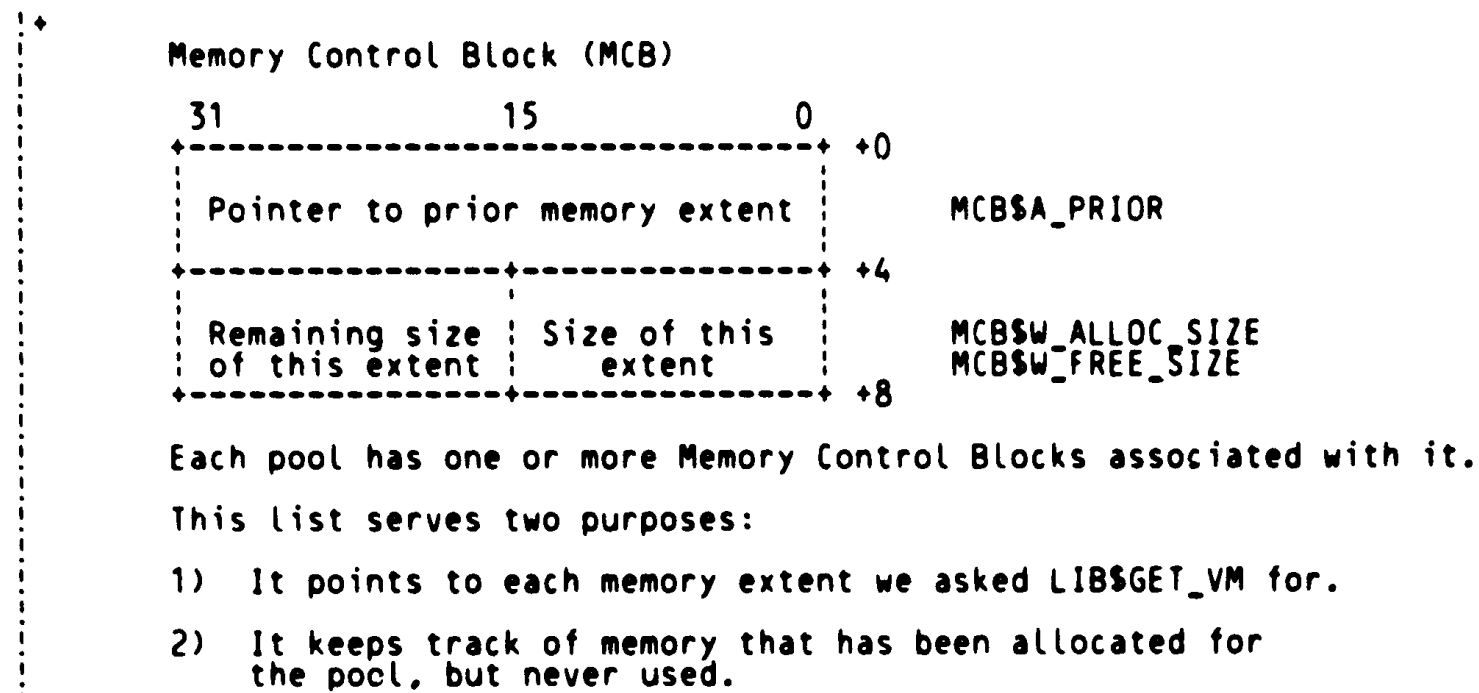 Memory Control Block (MCB)
31 15 0
+0
Pointer to prior memory extent MCB$A_PRIOR
+4
Remaining size Size of this MCB$W_ALLOC_SIZE
of this extent extent MCB$W_FREE_SIZE
+8
Each pool has one or more Memory Control Blocks associated with it.
This list serves two purposes:
1) It points to each memory extent we asked LIB$GET_VM for.
2) It keeps track of memory that has been allocated for
the pool, but never used.